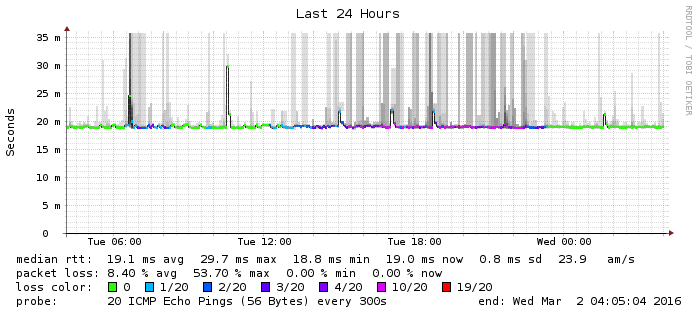 Last 24 Hours
RRDTOOL / TOBI OETIKER
Seconds
35 m
30 m
25 m
20 m
15 m
10 m
5 m
0
Tue 06:00 Tue 12:00 Tue 18:00 Wed 00:00
median rtt: 19.1 ms avg 29.7 ms max 18.8 ms min 19.0 ms now 0.8 ms sd 23.9 am/s
packet loss: 8.40 % avg 53.70 % max 0.00 % min 0.00 % now
loss color: 0 1/20 2/20 3/20 4/20 10/20 19/20
probe: 20 ICMP Echo Pings (56 Bytes) every 300s end: Wed Mar 2 04:05:04 2016